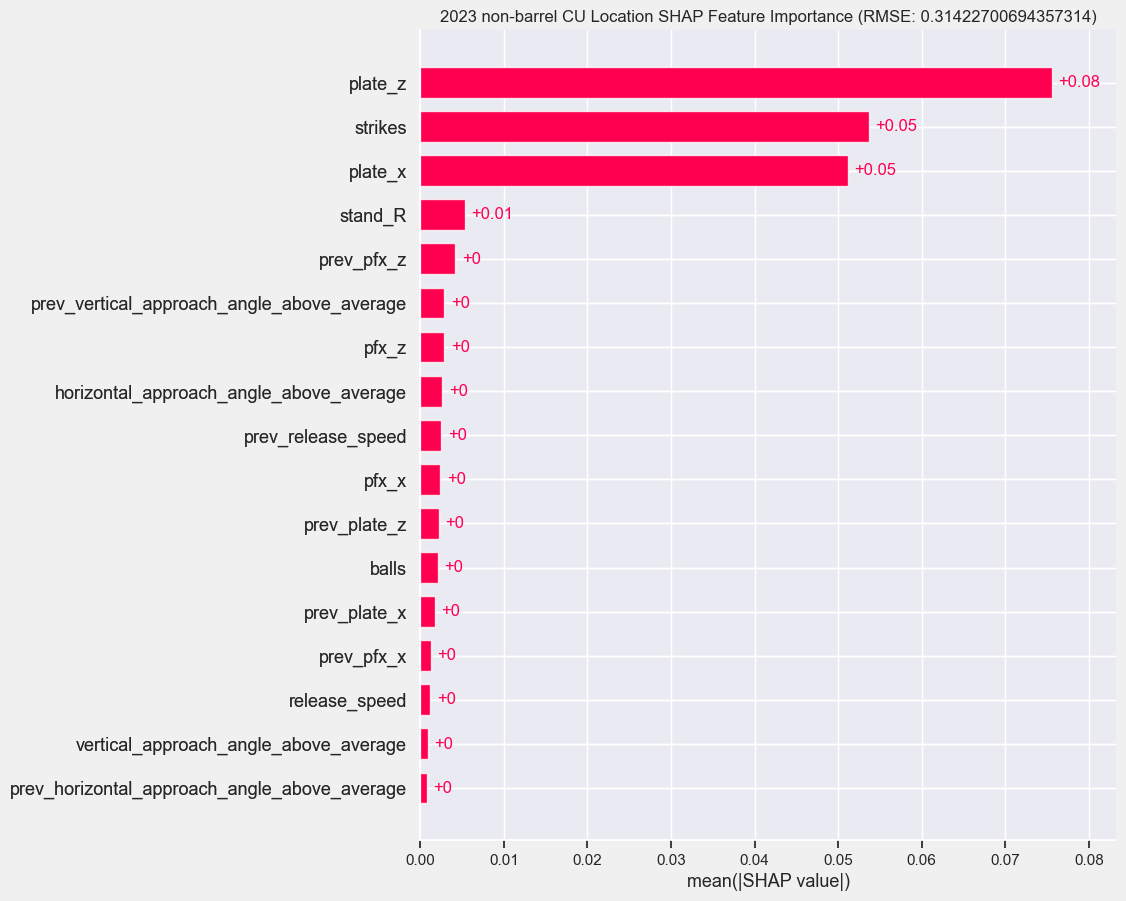 2023 non-barrel CU Location SHAP Feature Importance (RMSE: 0.31422700694357314)
plate_z +0.08
strikes +0.05
plate_x +0.05
stand_R +0.01
prev_pfx_z +0
prev_vertical_approach_angle_above_average +0
pfx_z +0
horizontal_approach_angle_above_average +0
prev_release_speed +0
pfx_x +0
prev_plate_z +0
balls +0
prev_plate_x +0
prev_pfx_x +0
release_speed +0
vertical_approach_angle_above_average +0
prev_horizontal_approach_angle_above_average +0
0.00 0.01 0.02 0.03 0.04 0.05 0.06 0.07 0.08
mean(|SHAP value|)